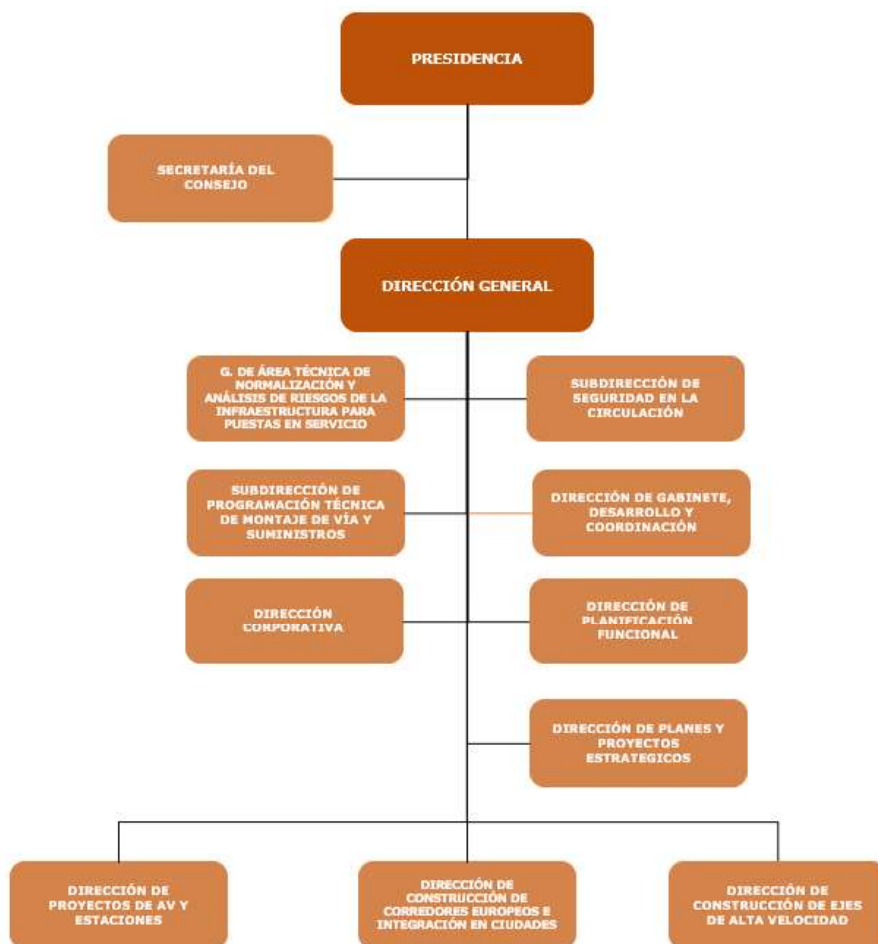 PRESIDENCIA
SECRETARÍA DEL
CONSEJO
DIRECCIÓN GENERAL
G. DE ÁREA TÉCNICA DE
NORMALIZACIÓN Y
ANÁLISIS DE RIESGOS DE LA
INFRAESTRUCTURA PARA
PUESTAS EN SERVICIO
SUBDIRECCIÓN DE
SEGURIDAD EN LA
CIRCULACIÓN
SUBDIRECCIÓN DE
PROGRAMACIÓN TÉCNICA
DE MONTAJE DE VÍA Y
SUMINISTROS
DIRECCIÓN DE GABINETE,
DESARROLLO Y
COORDINACIÓN
DIRECCIÓN
CORPORATIVA
DIRECCIÓN DE
PLANIFICACIÓN
FUNCIONAL
DIRECCIÓN DE PLANES Y
PROYECTOS
ESTRATEGICOS
DIRECCIÓN DE
PROYECTOS DE AV Y
ESTACIONES
DIRECCIÓN DE
CONSTRUCCIÓN DE
CORREDORES EUROPEOS E
INTEGRACIÓN EN CIUDADES
DIRECCIÓN DE
CONSTRUCCIÓN DE EJES
DE ALTA VELOCIDAD